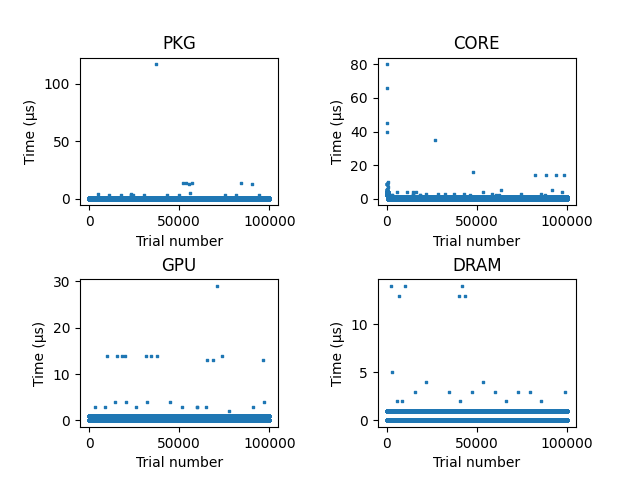 PKG
100
50
0
Time (µs)
0 50000 100000
Trial number
CORE
80
60
40
20
0
Time (µs)
0 50000 100000
Trial number
GPU
30
20
10
0
Time (µs)
0 50000 100000
Trial number
DRAM
10
5
0
Time (µs)
0 50000 100000
Trial number